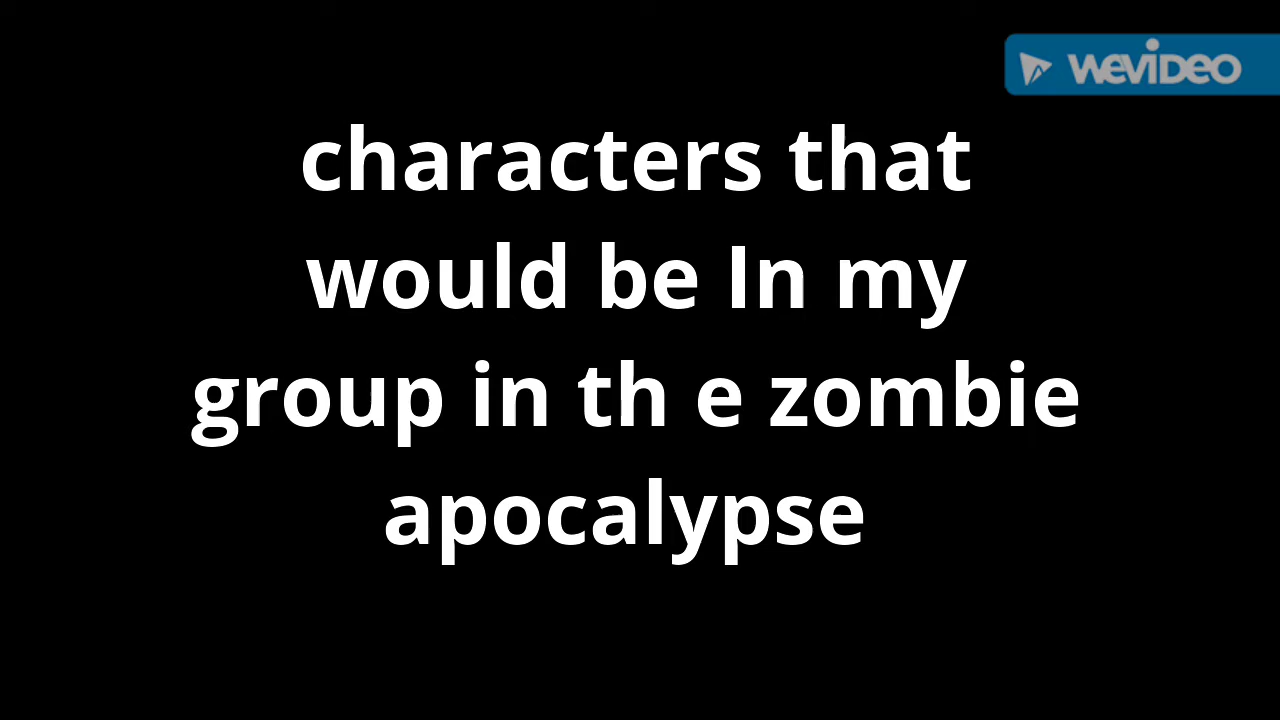 WEVIDEO
characters that
would be In my
group in th e zombie
apocalypse